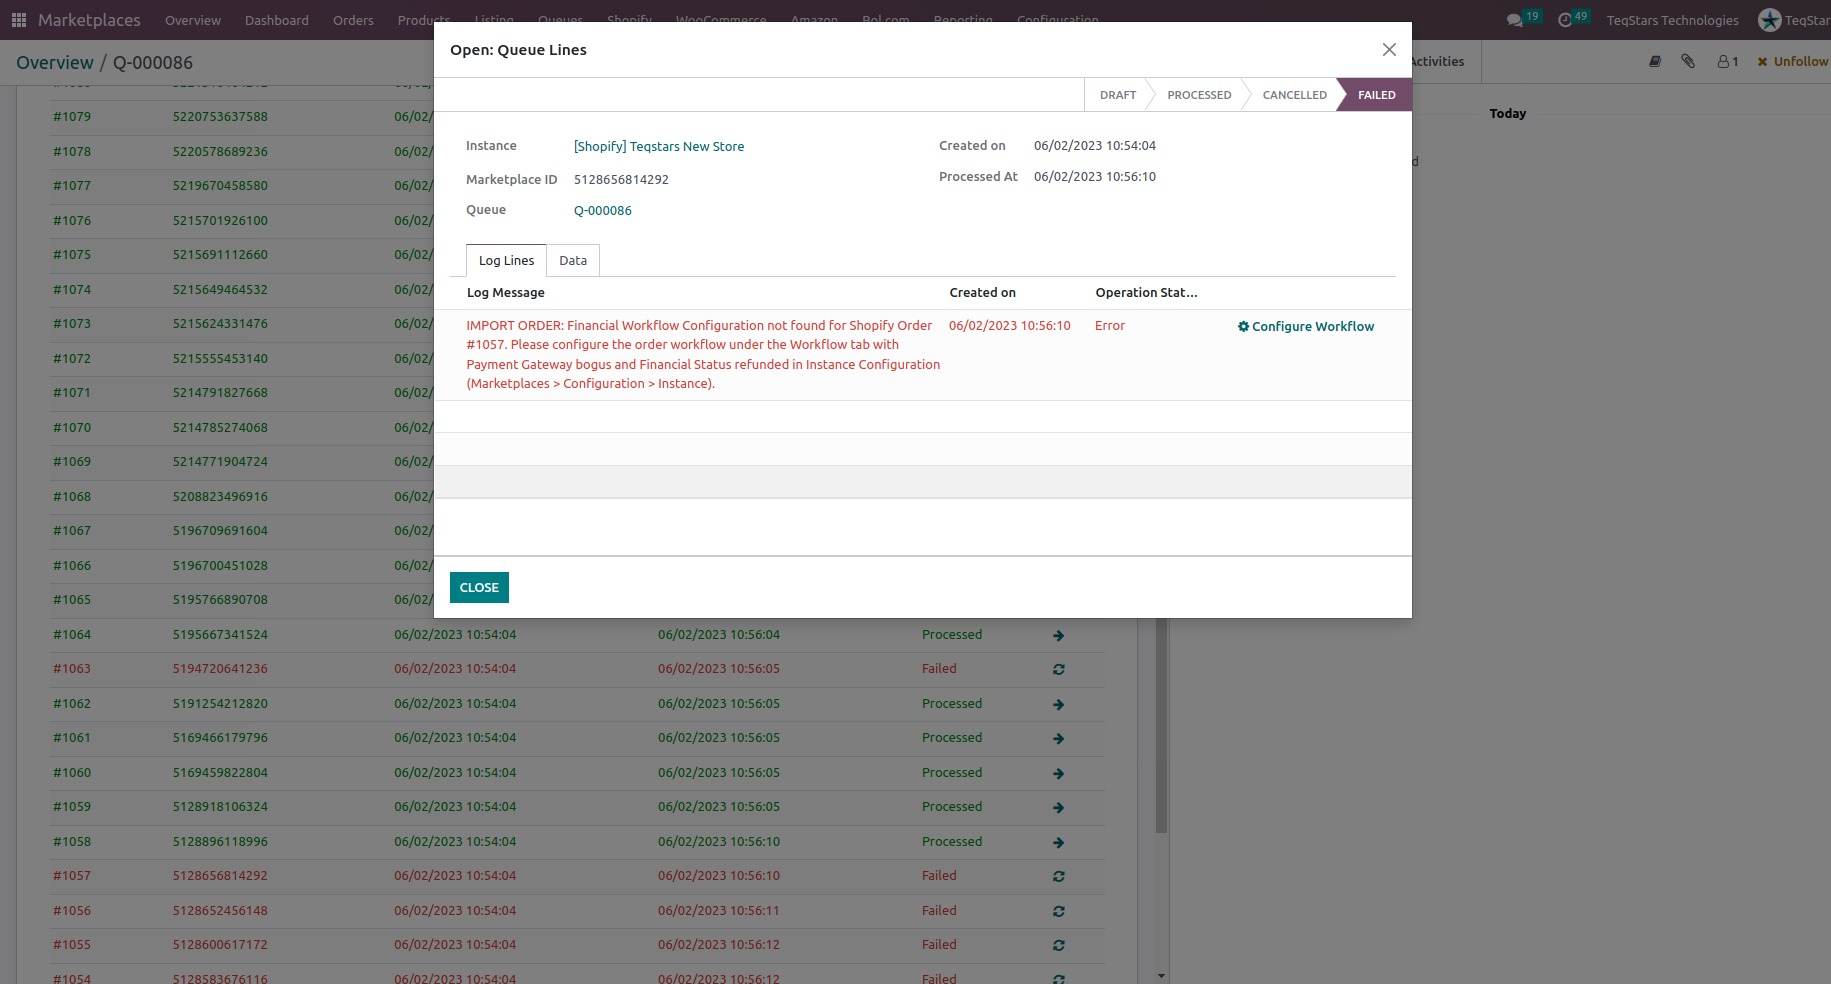 Marketplaces Overview Dashboard Orders Products Listing Queues Shopify WooCommerce Amazon Bol.com Reporting Configuration 19 49 TeqStars Technologies TeqStar
Overview / Q-000086
Activities 1 Unfollow
Open: Queue Lines
DRAFT PROCESSED CANCELLED FAILED
Instance [Shopify] Teqstars New Store
Marketplace ID 5128656814292
Queue Q-000086
Created on 06/02/2023 10:54:04
Processed At 06/02/2023 10:56:10
Log Lines Data
Log Message Created on Operation Stat...
IMPORT ORDER: Financial Workflow Configuration not found for Shopify Order
#1057. Please configure the order workflow under the Workflow tab with
Payment Gateway bogus and Financial Status refunded in Instance Configuration
(Marketplaces > Configuration > Instance).
06/02/2023 10:56:10 Error Configure Workflow
CLOSE
Today
#1079 5220753637588 06/02/
#1078 5220578689236 06/02/
#1077 5219670458580 06/02/
#1076 5215701926100 06/02/
#1075 5215691112660 06/02/
#1074 5215649464532 06/02/
#1073 5215624331476 06/02/
#1072 5215555453140 06/02/
#1071 5214791827668 06/02/
#1070 5214785274068 06/02/
#1069 5214771904724 06/02/
#1068 5208823496916 06/02/
#1067 5196709691604 06/02/
#1066 5196700451028 06/02/
#1065 5195766890708 06/02/
#1064 5195667341524 06/02/2023 10:54:04 06/02/2023 10:56:04 Processed
#1063 5194720641236 06/02/2023 10:54:04 06/02/2023 10:56:05 Failed
#1062 5191254212820 06/02/2023 10:54:04 06/02/2023 10:56:05 Processed
#1061 5169466179796 06/02/2023 10:54:04 06/02/2023 10:56:05 Processed
#1060 5169459822804 06/02/2023 10:54:04 06/02/2023 10:56:05 Processed
#1059 5128918106324 06/02/2023 10:54:04 06/02/2023 10:56:05 Processed
#1058 5128896118996 06/02/2023 10:54:04 06/02/2023 10:56:10 Processed
#1057 5128656814292 06/02/2023 10:54:04 06/02/2023 10:56:10 Failed
#1056 5128652456148 06/02/2023 10:54:04 06/02/2023 10:56:11 Failed
#1055 5128600617172 06/02/2023 10:54:04 06/02/2023 10:56:12 Failed
#1054 5128583676116 06/02/2023 10:54:04 06/02/2023 10:56:12 Failed